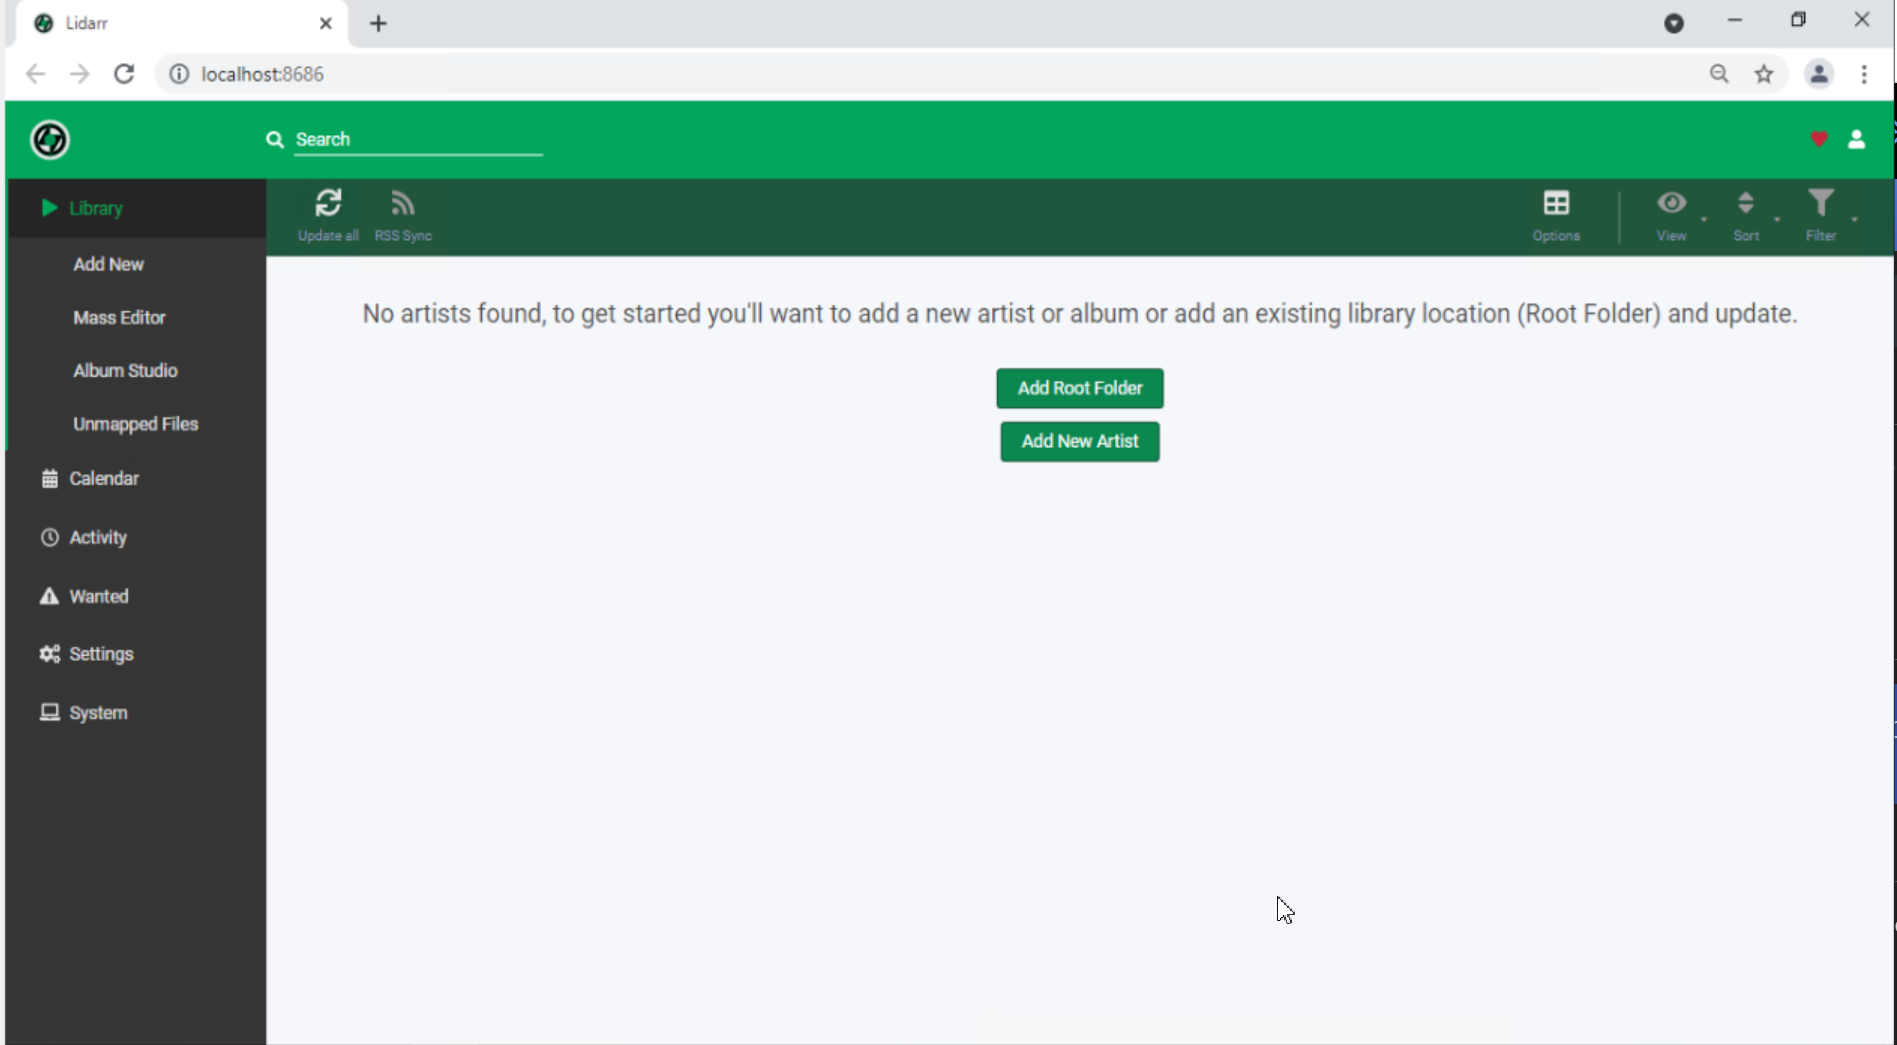 Lidarr
localhost:8686
Search
Library
Update all
RSS Sync
Options
View
Sort
Filter
Add New
Mass Editor
Album Studio
Unmapped Files
Calendar
Activity
Wanted
Settings
System
No artists found, to get started you'll want to add a new artist or album or add an existing library location (Root Folder) and update.
Add Root Folder
Add New Artist